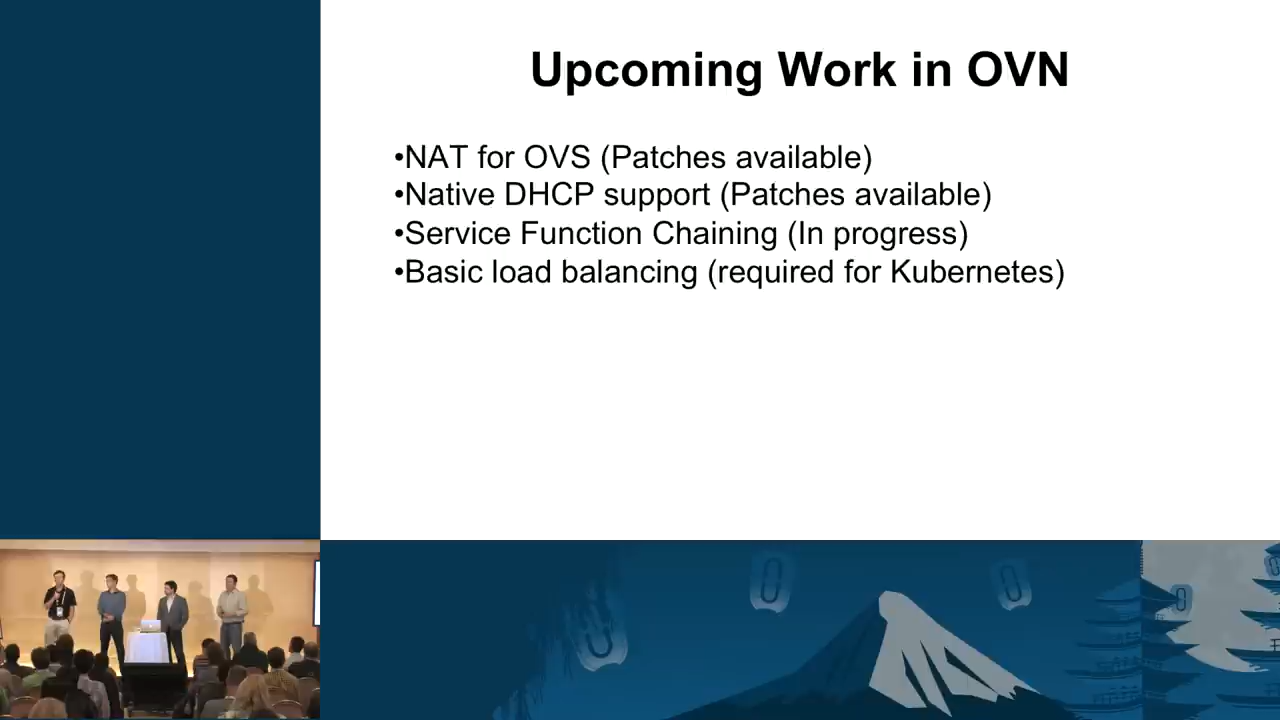 Upcoming Work in OVN
•NAT for OVS (Patches available)
•Native DHCP support (Patches available)
•Service Function Chaining (In progress)
•Basic load balancing (required for Kubernetes)